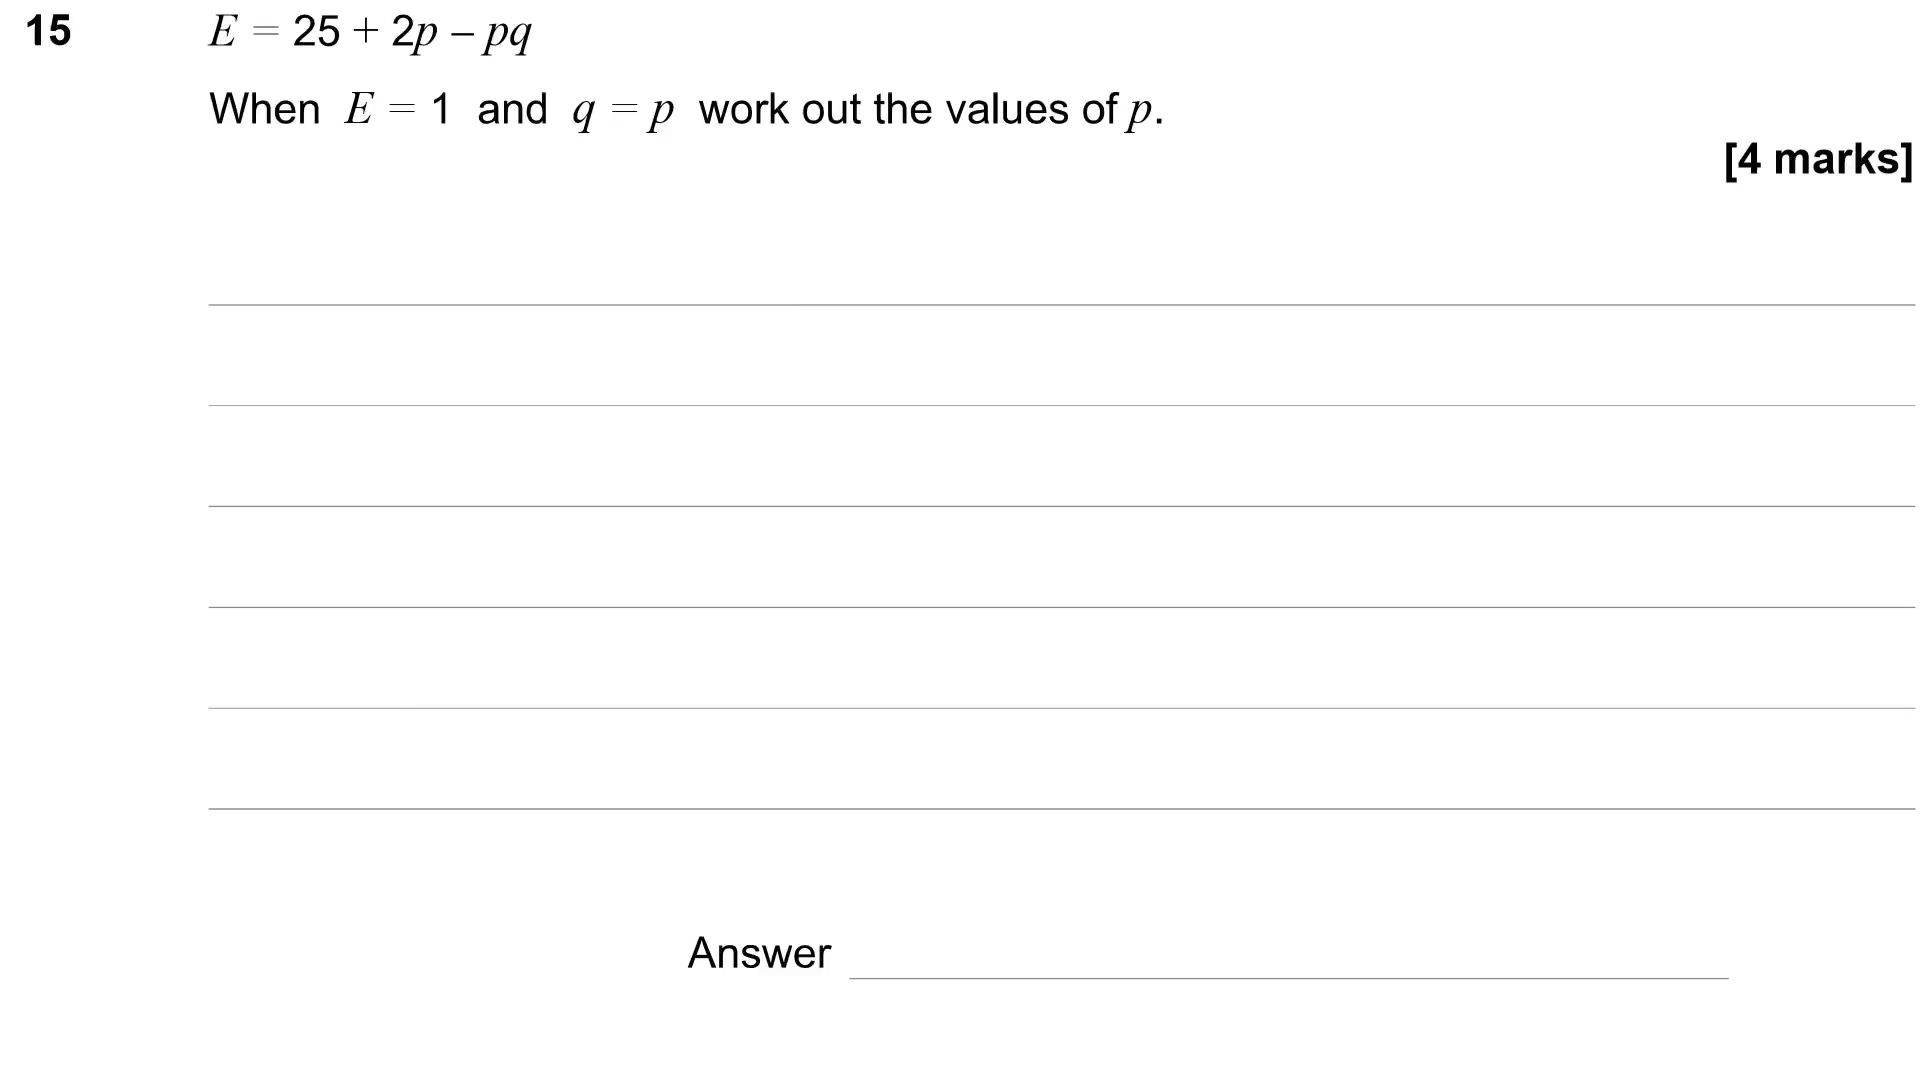 15 E = 25 + 2p – pq
When E = 1 and q = p work out the values of p.
[4 marks]
Answer